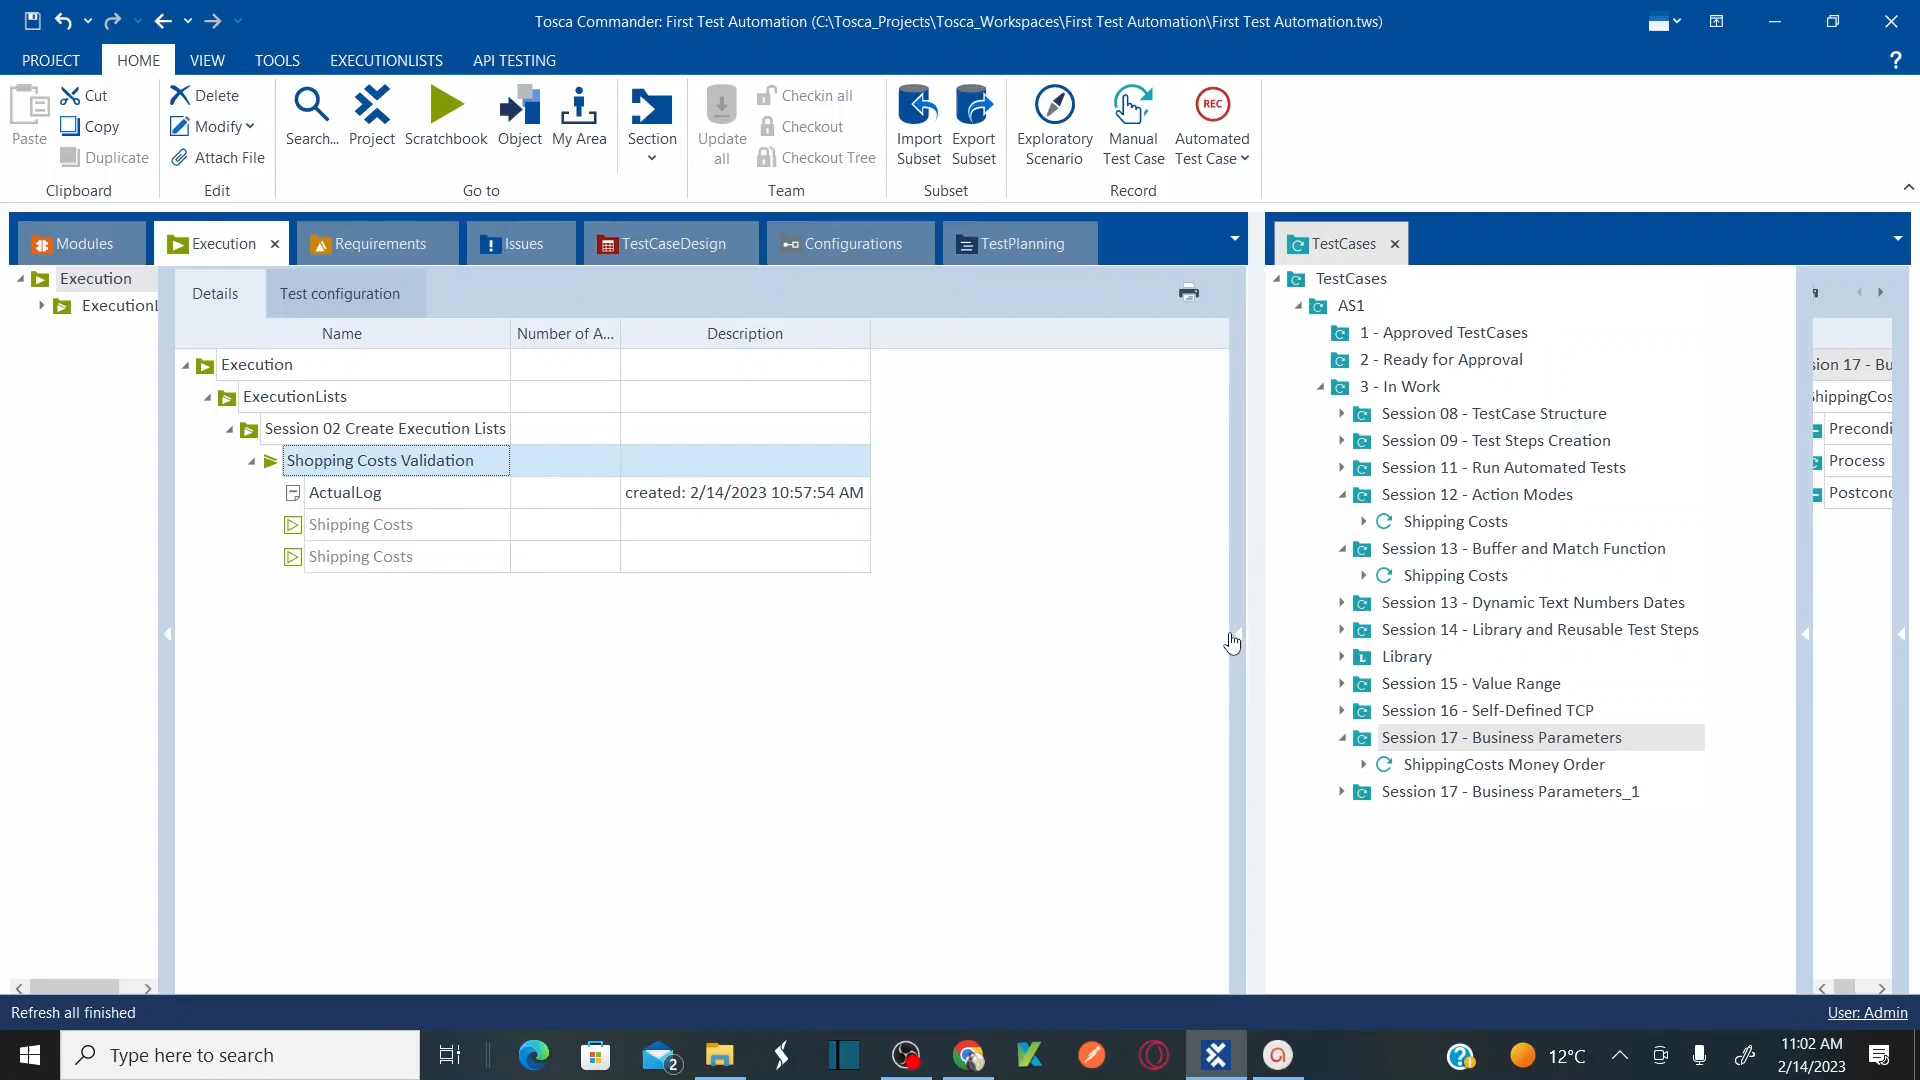 Tosca Commander: First Test Automation (C:\Tosca_Projects\Tosca_Workspaces\First Test Automation\First Test Automation.tws)
PROJECT HOME VIEW TOOLS EXECUTIONLISTS API TESTING ?
Paste
Cut
Copy
Duplicate
Clipboard
Delete
Modify
Attach File
Edit
Search...
Project
Scratchbook
Object
My Area
Section
Go to
Update
all
Checkin all
Checkout
Checkout Tree
Team
Import
Subset
Export
Subset
Subset
Exploratory
Scenario
Manual
Test Case
REC
Automated
Test Case
Record
Modules
Execution
Requirements
Issues
TestCaseDesign
Configurations
TestPlanning
Execution
ExecutionL
Details
Test configuration
Name Number of A... Description
Execution
ExecutionLists
Session 02 Create Execution Lists
Shopping Costs Validation
ActualLog created: 2/14/2023 10:57:54 AM
Shipping Costs
Shipping Costs
TestCases
TestCases
AS1
1 - Approved TestCases
2 - Ready for Approval
3 - In Work
Session 08 - TestCase Structure
Session 09 - Test Steps Creation
Session 11 - Run Automated Tests
Session 12 - Action Modes
Shipping Costs
Session 13 - Buffer and Match Function
Shipping Costs
Session 13 - Dynamic Text Numbers Dates
Session 14 - Library and Reusable Test Steps
L Library
Session 15 - Value Range
Session 16 - Self-Defined TCP
Session 17 - Business Parameters
ShippingCosts Money Order
Session 17 - Business Parameters_1
sion 17 - Bu
ShippingCos
Precondi
Process
Postcond
Refresh all finished
User: Admin
Type here to search
2
12°C
11:02 AM
2/14/2023